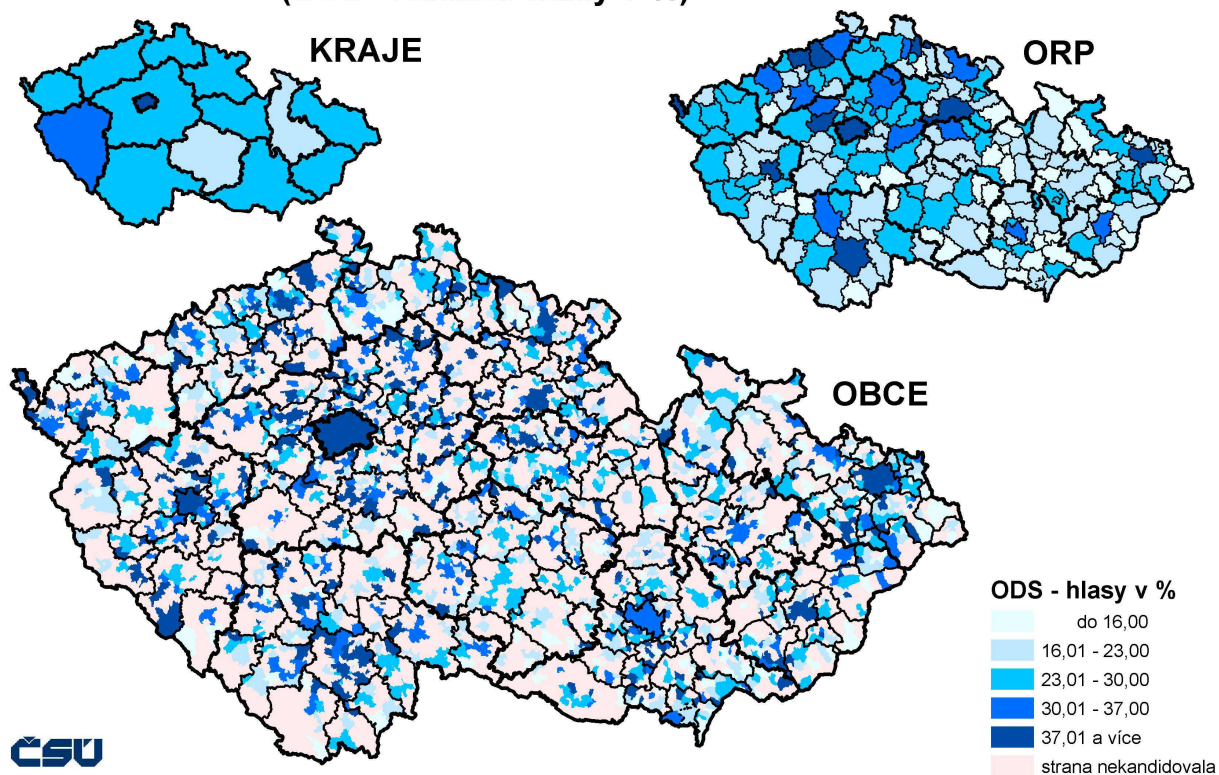 KRAJE
ORP
OBCE
ODS - hlasy v %
do 16,00
16,01 - 23,00
23,01 - 30,00
30,01 - 37,00
37,01 a více
strana nekandidovala
ČSÚ